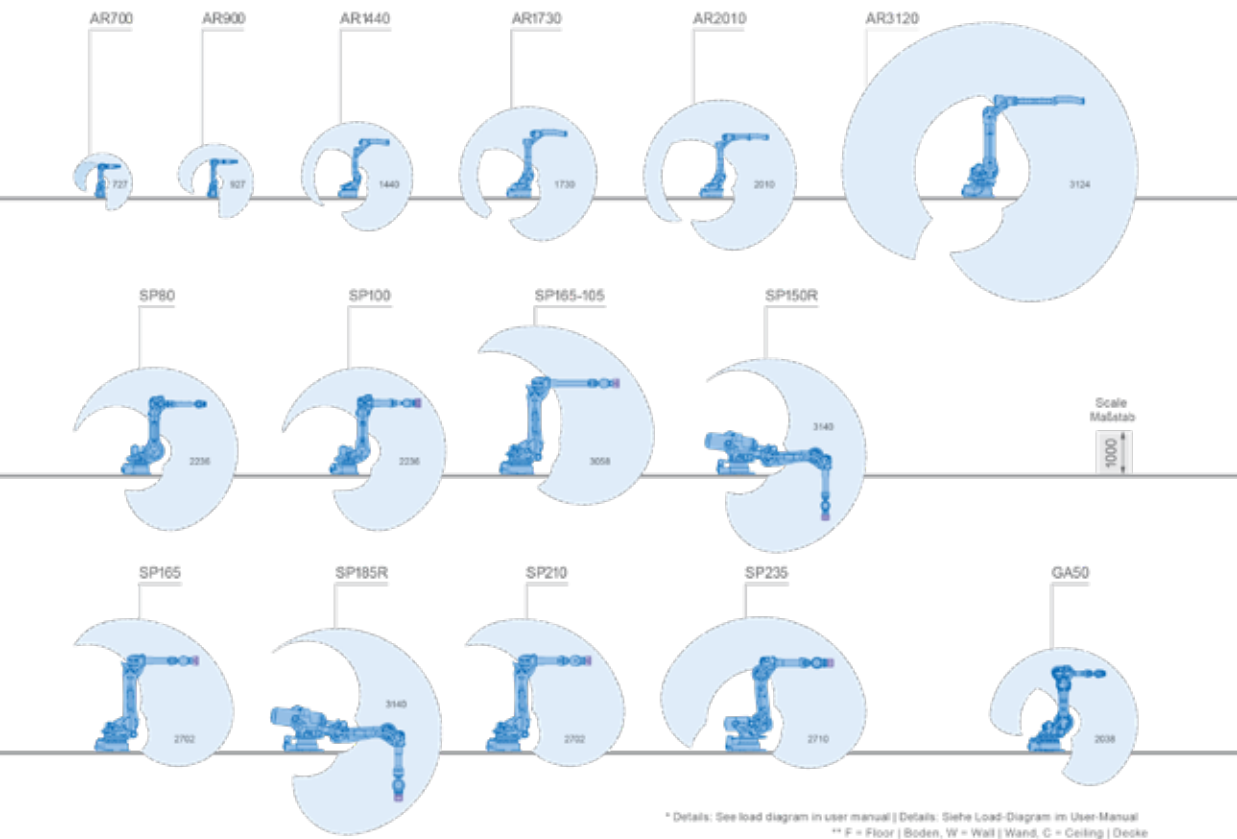 AR700 AR900 AR1440 AR1730 AR2010 AR3120
727 927 1440 1730 2010 3124
SP80 SP100 SP165-105 SP150R
Scale
Maßstab
1000
2236 2236 3058 3140
SP165 SP185R SP210 SP235 GA50
2702 3140 2702 2710 2038
* Details: See load diagram in user manual | Details: Siehe Load-Diagram im User-Manual
** F = Floor | Boden, W = Wall | Wand, C = Ceiling | Decke